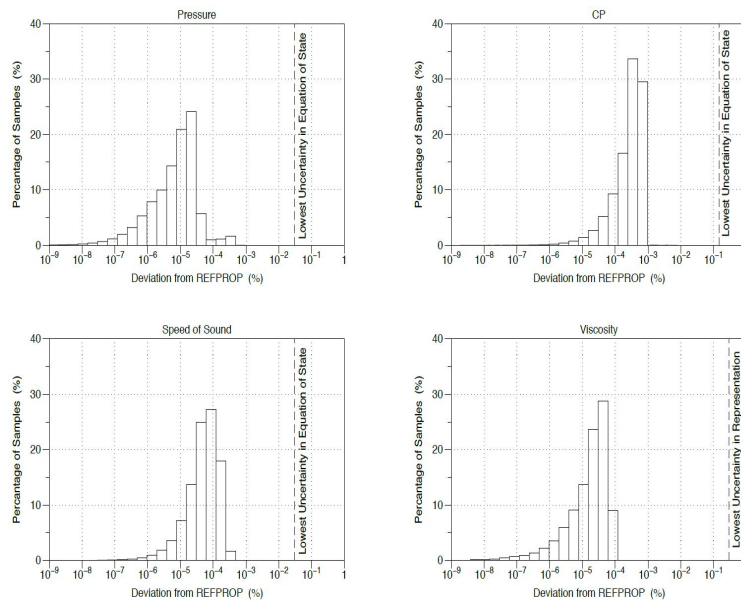 Pressure
40
30
20
10
0
Percentage of Samples (%)
Lowest Uncertainty in Equation of State
10⁻⁹ 10⁻⁸ 10⁻⁷ 10⁻⁶ 10⁻⁵ 10⁻⁴ 10⁻³ 10⁻² 10⁻¹ 1
Deviation from REFPROP (%)
CP
40
30
20
10
0
Percentage of Samples (%)
Lowest Uncertainty in Equation of State
10⁻⁹ 10⁻⁸ 10⁻⁷ 10⁻⁶ 10⁻⁵ 10⁻⁴ 10⁻³ 10⁻² 10⁻¹
Deviation from REFPROP (%)
Speed of Sound
40
30
20
10
0
Percentage of Samples (%)
Lowest Uncertainty in Equation of State
10⁻⁹ 10⁻⁸ 10⁻⁷ 10⁻⁶ 10⁻⁵ 10⁻⁴ 10⁻³ 10⁻² 10⁻¹ 1
Deviation from REFPROP (%)
Viscosity
40
30
20
10
0
Percentage of Samples (%)
Lowest Uncertainty in Representation
10⁻⁹ 10⁻⁸ 10⁻⁷ 10⁻⁶ 10⁻⁵ 10⁻⁴ 10⁻³ 10⁻² 10⁻¹
Deviation from REFPROP (%)